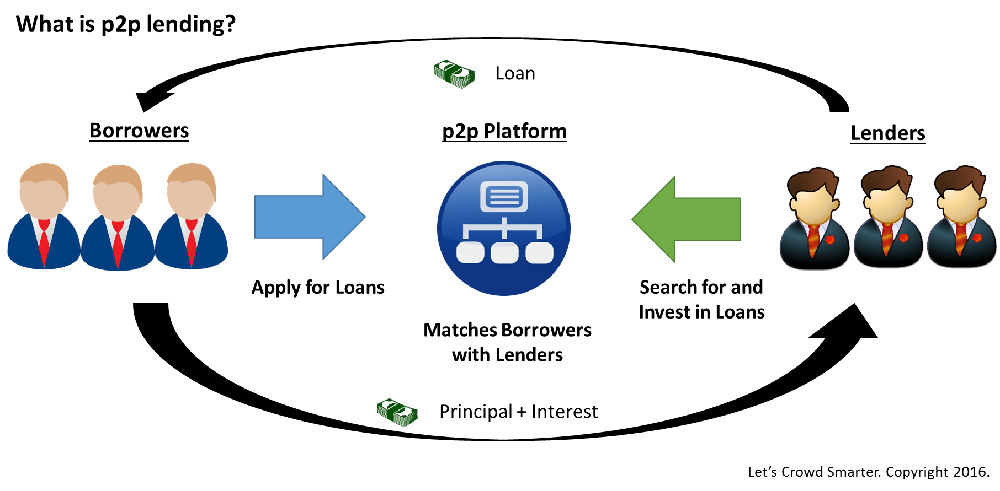 What is p2p lending?
Loan
Borrowers
p2p Platform
Lenders
Apply for Loans
Search for and
Invest in Loans
Matches Borrowers
with Lenders
Principal + Interest
Let’s Crowd Smarter. Copyright 2016.